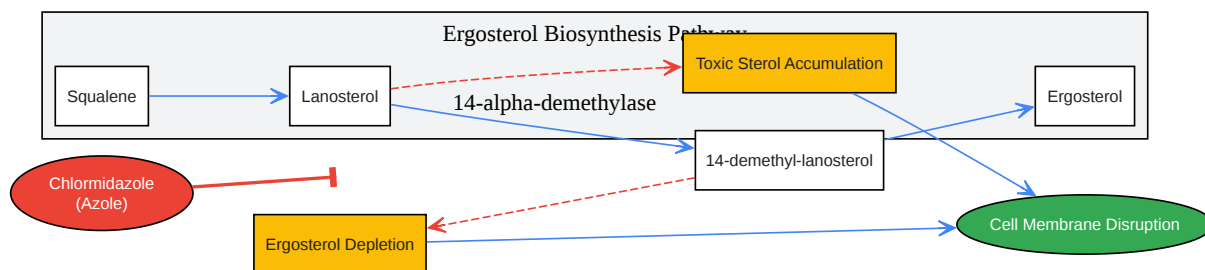 Ergosterol Biosynthesis Pathway
Toxic Sterol Accumulation
Squalene
Lanosterol
14-alpha-demethylase
Ergosterol
14-demethyl-lanosterol
Chlormidazole
(Azole)
Ergosterol Depletion
Cell Membrane Disruption